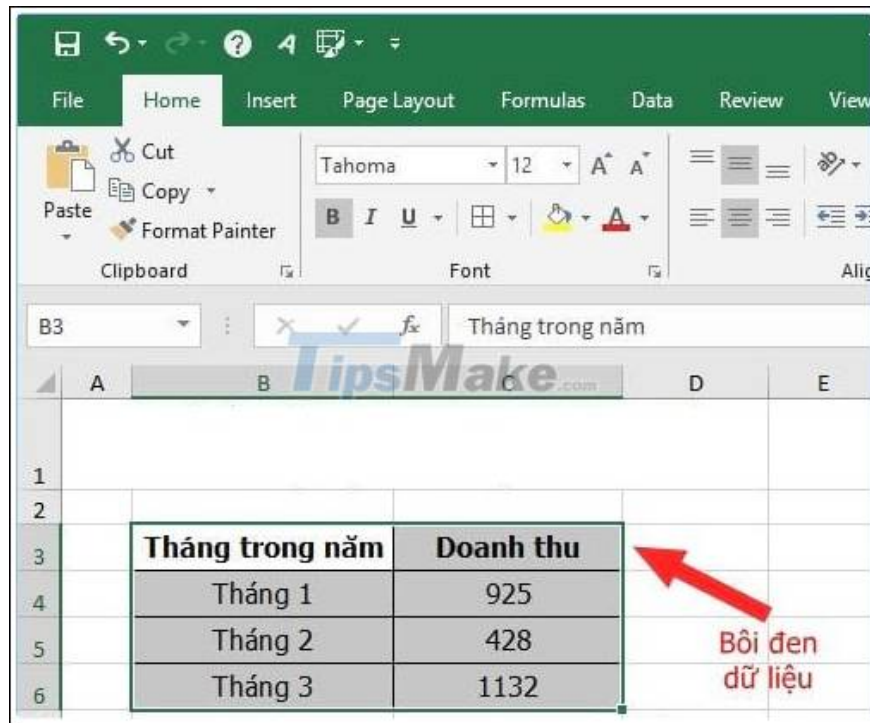 File Home Insert Page Layout Formulas Data Review View
Cut
Copy
Format Painter
Paste
Clipboard
Tahoma 12
B I U
Font
B3 fx Tháng trong năm
TipsMake.com
A B C D E
1
2
3 Tháng trong năm Doanh thu
4 Tháng 1 925
5 Tháng 2 428
6 Tháng 3 1132
Bôi đen
dữ liệu